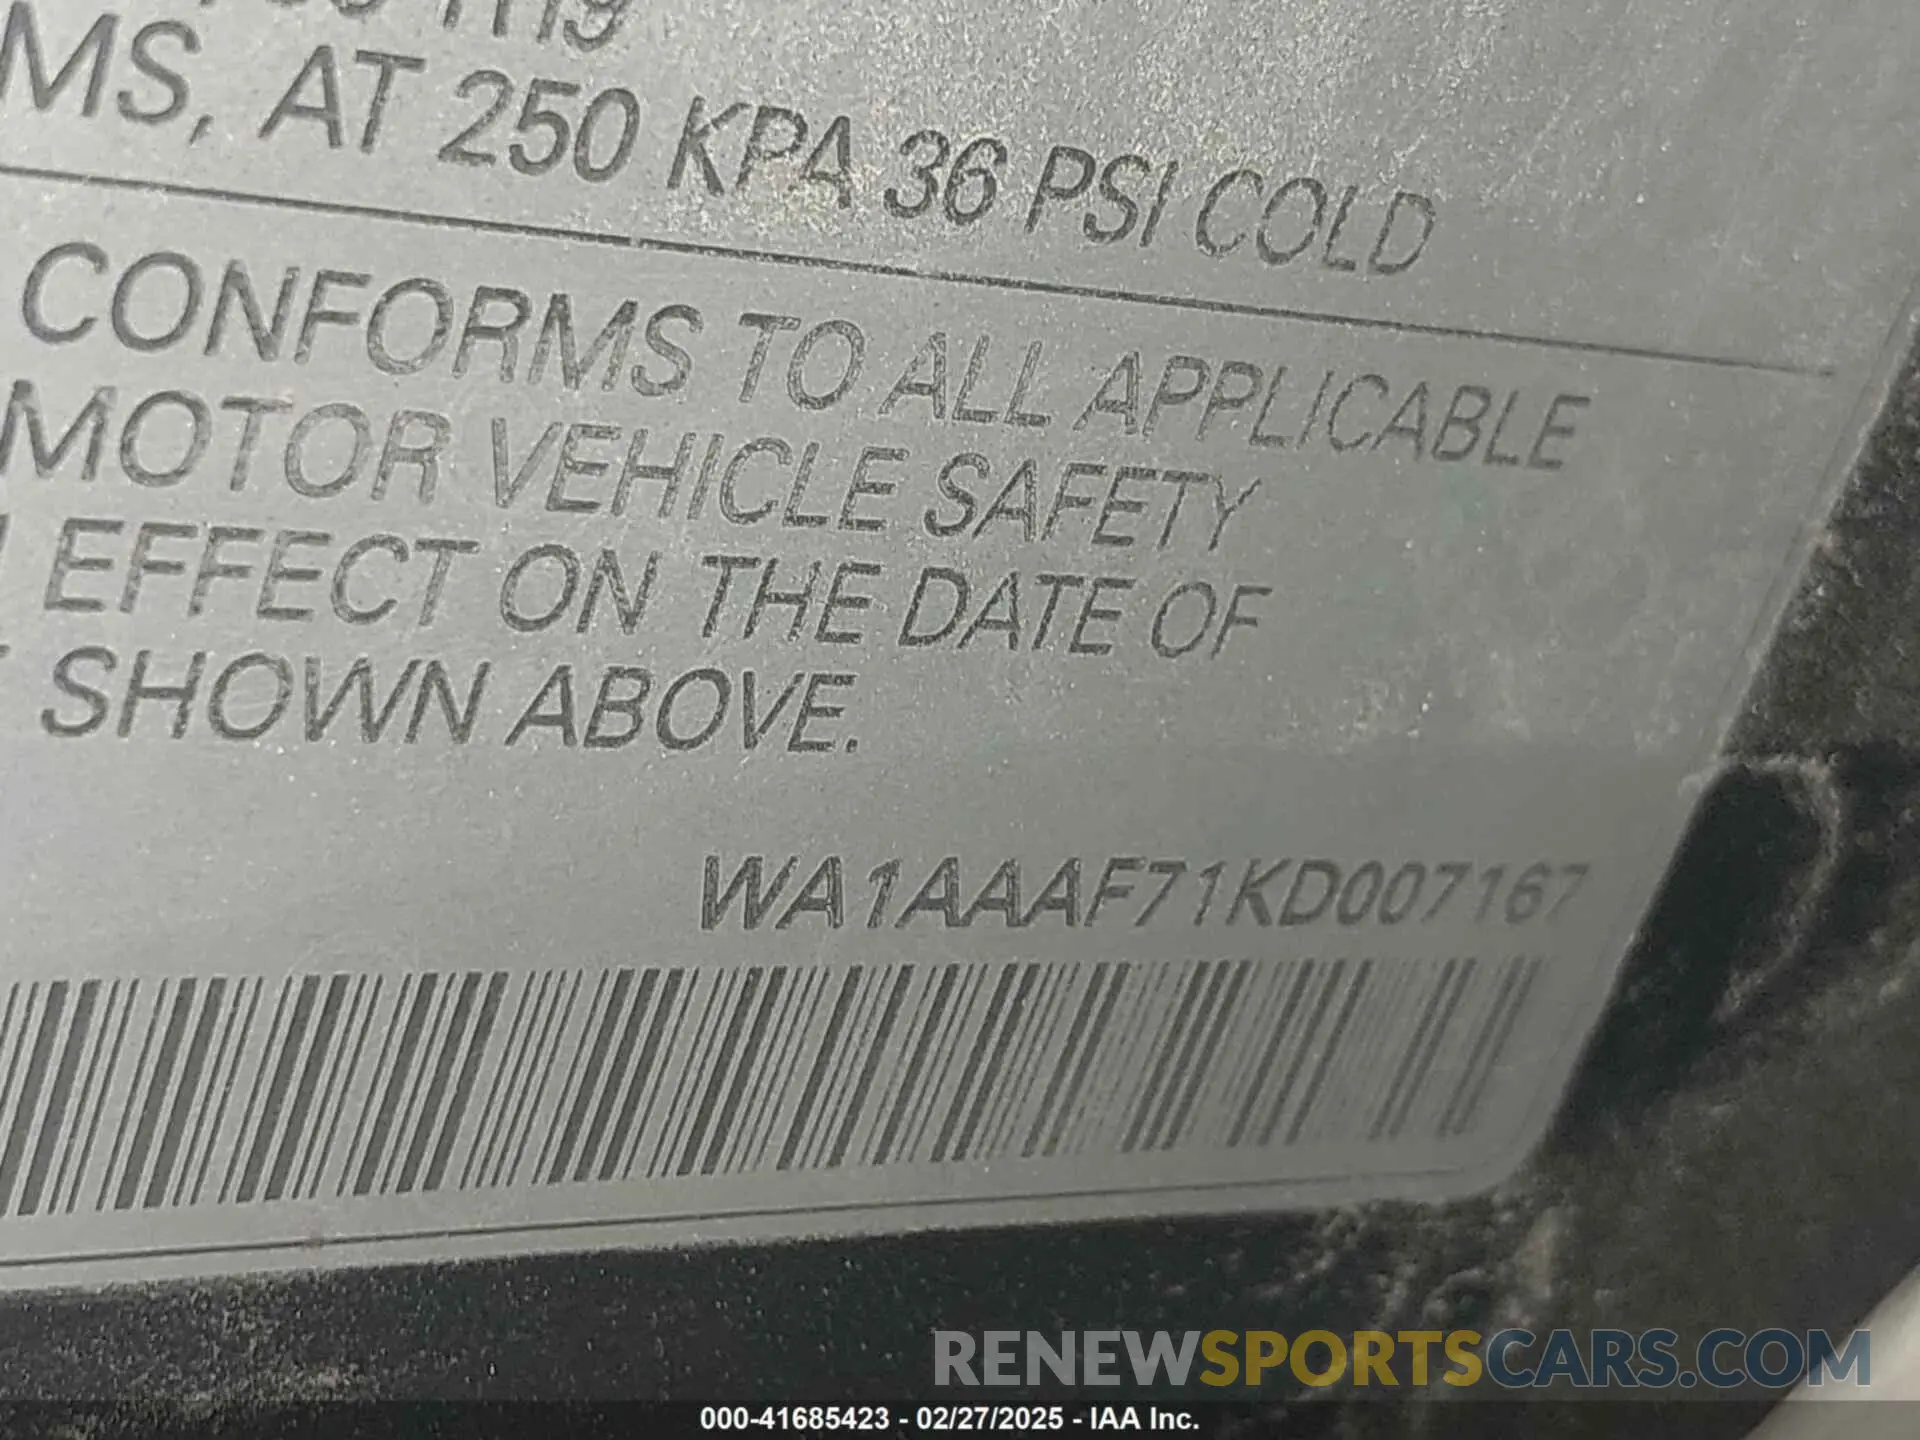 MS, AT 250 KPA 36 PSI COLD
CONFORMS TO ALL APPLICABLE
MOTOR VEHICLE SAFETY
EFFECT ON THE DATE OF
SHOWN ABOVE.
WA1AAAF71KD007167
RENEWSPORTSCARS.COM
000-41685423 - 02/27/2025 - IAA Inc.